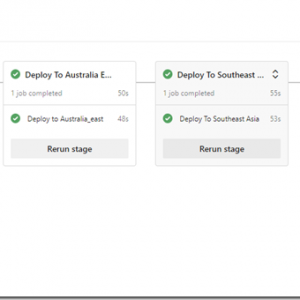 Deploy To Australia E...
1 job completed 50s
Deploy to Australia_east 48s
Rerun stage
Deploy To Southeast ...
1 job completed 55s
Deploy To Southeast Asia 53s
Rerun stage